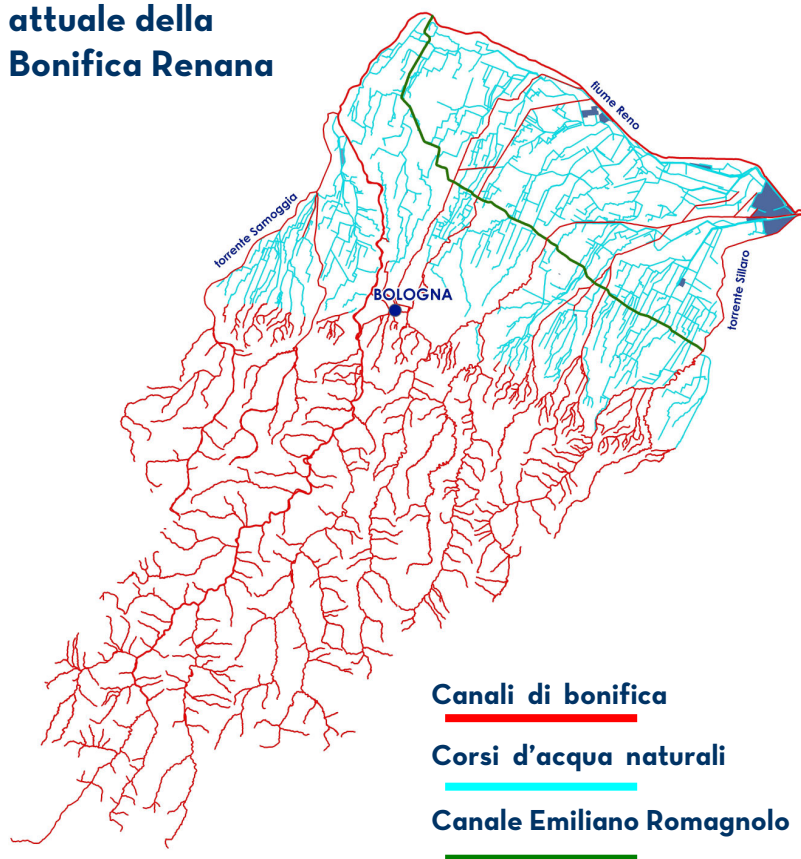 attuale della
Bonifica Renana
fiume Reno
torrente Samoggia
BOLOGNA
torrente Sillaro
Canali di bonifica
Corsi d'acqua naturali
Canale Emiliano Romagnolo